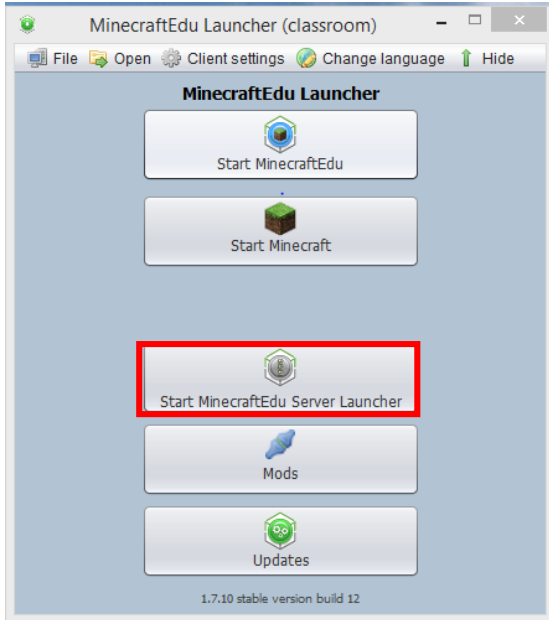 MinecraftEdu Launcher (classroom)
File Open Client settings Change language Hide
MinecraftEdu Launcher
Start MinecraftEdu
Start Minecraft
Start MinecraftEdu Server Launcher
Mods
Updates
1.7.10 stable version build 12